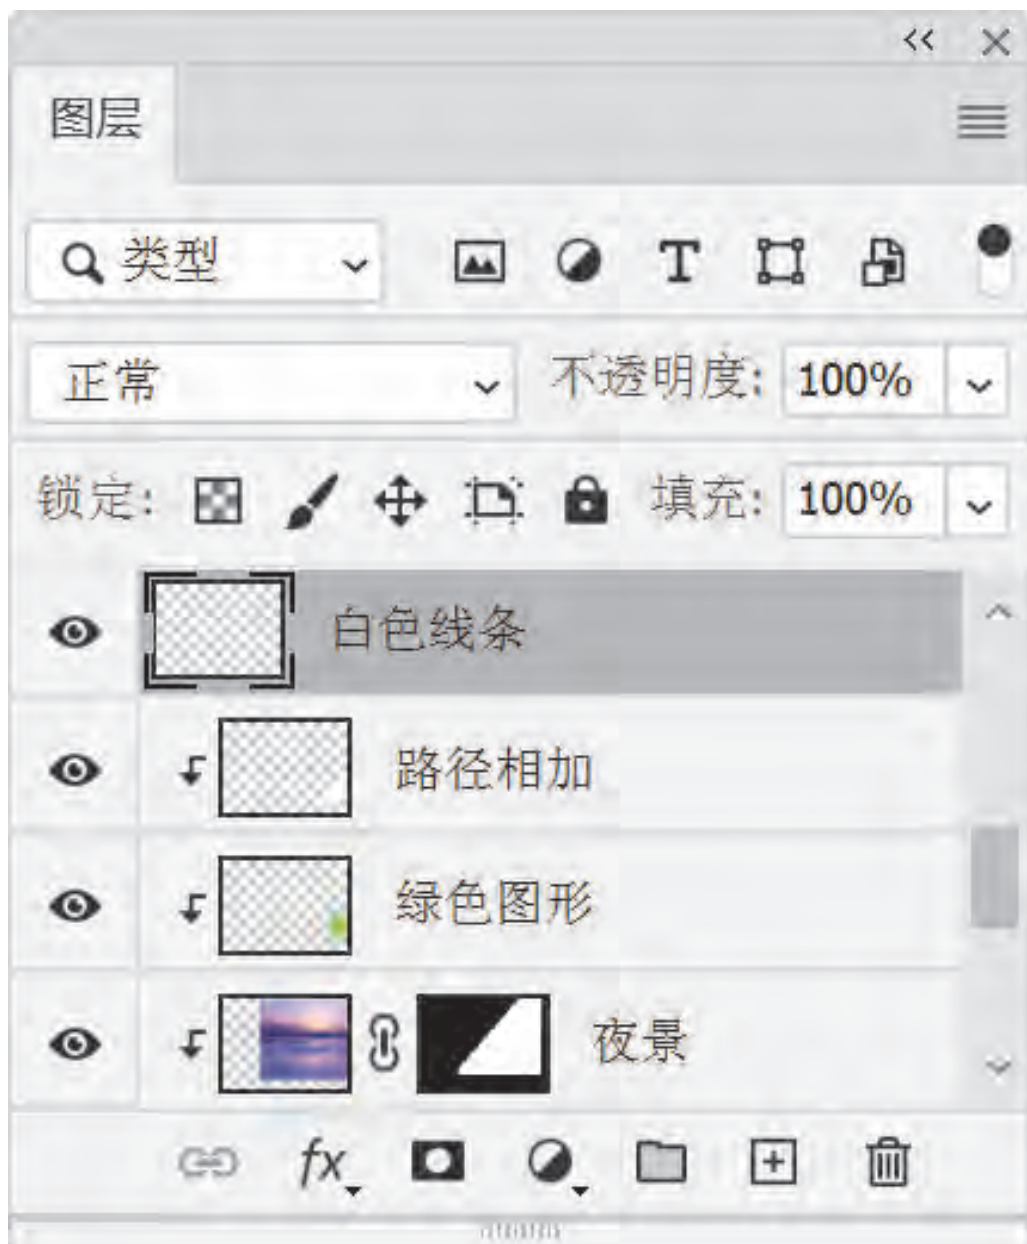 图层
类型
正常 不透明度: 100%
锁定: 填充: 100%
白色线条
路径相加
绿色图形
夜景
fx